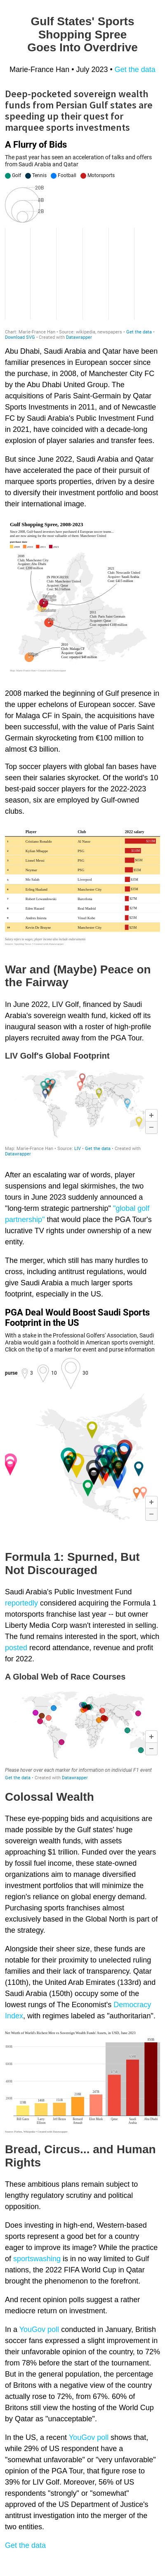 Gulf States' Sports
Shopping Spree
Goes Into Overdrive
Marie-France Han • July 2023 • Get the data
Deep-pocketed sovereign wealth
funds from Persian Gulf states are
speeding up their quest for
marquee sports investments
A Flurry of Bids
The past year has seen an acceleration of talks and offers
from Saudi Arabia and Qatar
Golf Tennis Football Motorsports
20B
4B
2B
Chart: Marie-France Han • Source: wikipedia, newspapers • Get the data •
Download SVG • Created with Datawrapper
Abu Dhabi, Saudi Arabia and Qatar have been
familiar presences in European soccer since
the purchase, in 2008, of Manchester City FC
by the Abu Dhabi United Group. The
acquisitions of Paris Saint-Germain by Qatar
Sports Investments in 2011, and of Newcastle
FC by Saudi Arabia's Public Investment Fund
in 2021, have coincided with a decade-long
explosion of player salaries and transfer fees.
But since June 2022, Saudi Arabia and Qatar
have accelerated the pace of their pursuit of
marquee sports entities, driven by a desire to
diversify their investment portfolio and boost
their international image.
Gulf Shopping Spree, 2008-2023
2008 marked the beginning of Gulf presence in
the upper echelons of European soccer. Save
for Malaga CF in Spain, the acquisitions have
been successful, with the value of Paris Saint
Germain skyrocketing from €100 million to
almost €3 billion.
Top soccer players with global fan bases have
seen their salaries skyrocket. Of the world's 10
best-paid soccer players for the 2022-2023
season, six are employed by Gulf-owned
clubs.
Player Club 2022 salary
Cristiano Ronaldo Al Nassr
Kylian Mbappe PSG
Lionel Messi PSG
Neymar PSG
Mo Salah Liverpool
Erling Haaland Manchester City
Robert Lewandowski Barcelona
Eden Hazard Real Madrid
Andres Iniesta Vissel Kobe
Kevin De Bruyne Manchester City
War and (Maybe) Peace on
the Fairway
In June 2022, LIV Golf, financed by Saudi
Arabia's sovereign wealth fund, kicked off its
inaugural season with a roster of high-profile
players recruited away from the PGA Tour.
LIV Golf's Global Footprint
+
−
Map: Marie-France Han • Source: LIV • Get the data • Created with
Datawrapper
After an escalating war of words, player
suspensions and legal skirmishes, the two
tours in June 2023 suddenly announced a
"long-term strategic partnership" "global golf
partnership" that would place the PGA Tour's
lucrative TV rights under ownership of a new
entity.
The merger, which must clear many hurdles to
cross, including antitrust regulations, would
give Saudi Arabia a much larger sports
footprint, especially in the US.
PGA Deal Would Boost Saudi Sports
Footprint in the US
With a stake in the Professional Golfers' Association, Saudi
Arabia would gain a foothold in American sports overnight.
Click on the tip of a marker for event and purse information
purse 3 10 30
+
−
Formula 1: Spurned, But
Not Discouraged
Saudi Arabia's Public Investment Fund
reportedly considered acquiring the Formula 1
motorsports franchise last year -- but owner
Liberty Media Corp wasn't interested in selling.
The fund remains interested in the sport, which
posted record attendance, revenue and profit
for 2022.
A Global Web of Race Courses
+
−
Please hover over each marker for information on individual F1 event
Get the data • Created with Datawrapper
Colossal Wealth
These eye-popping bids and acquisitions are
made possible by the Gulf states' huge
sovereign wealth funds, with assets
approaching $1 trillion. Funded over the years
by fossil fuel income, these state-owned
organizations aim to manage diversified
investment portfolios that will minimize the
region's reliance on global energy demand.
Purchasing sports franchises almost
exclusively based in the Global North is part of
the strategy.
Alongside their sheer size, these funds are
notable for their proximity to unelected ruling
families and their lack of transparency. Qatar
(110th), the United Arab Emirates (133rd) and
Saudi Arabia (150th) occupy some of the
lowest rungs of The Economist's Democracy
Index, with regimes labeled as "authoritarian".
Net Worth of World's Richest Men vs Sovereign Wealth Funds' Assets, in USD, June 2023
Bill Gates Larry Ellison Jeff Bezos Bernard Arnault Elon Musk Qatar Saudi Arabia Abu Dhabi
Bread, Circus... and Human
Rights
These ambitious plans remain subject to
lengthy regulatory scrutiny and political
opposition.
Does investing in high-end, Western-based
sports represent a good bet for a country
eager to improve its image? While the practice
of sportswashing is in no way limited to Gulf
nations, the 2022 FIFA World Cup in Qatar
brought the phenomenon to the forefront.
And recent opinion polls suggest a rather
mediocre return on investment.
In a YouGov poll conducted in January, British
soccer fans expressed a slight improvement in
their unfavorable opinion of the country, to 72%
from 78% before the start of the tournament.
But in the general population, the percentage
of Britons with a negative view of the country
actually rose to 72%, from 67%. 60% of
Britons still view the hosting of the World Cup
by Qatar as "unacceptable".
In the US, a recent YouGov poll shows that,
while 29% of US respondent have a
"somewhat unfavorable" or "very unfavorable"
opinion of the PGA Tour, that figure rose to
39% for LIV Golf. Moreover, 56% of US
respondents "strongly" or "somewhat"
approved of the US Department of Justice's
antitrust investigation into the merger of the
two entities.
Get the data